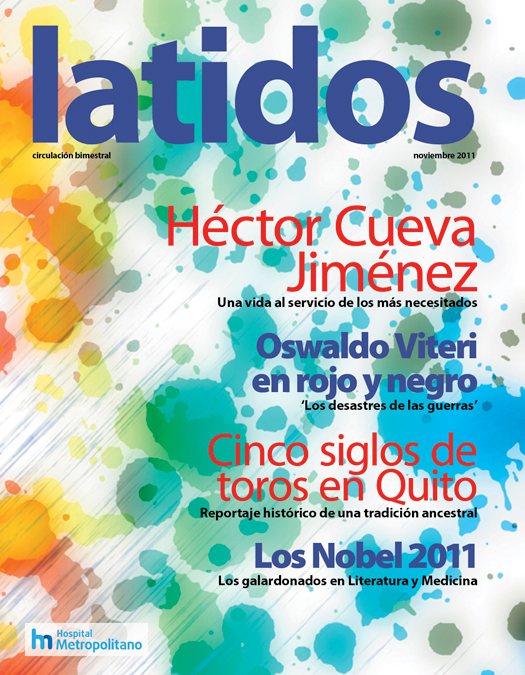 latidos
circulación bimestral
noviembre 2011
Héctor Cueva
Jiménez
Una vida al servicio de los más necesitados
Oswaldo Viteri
en rojo y negro
‘Los desastres de las guerras’
Cinco siglos de
toros en Quito
Reportaje histórico de una tradición ancestral
Los Nobel 2011
Los galardonados en Literatura y Medicina
hm Hospital
Metropolitano